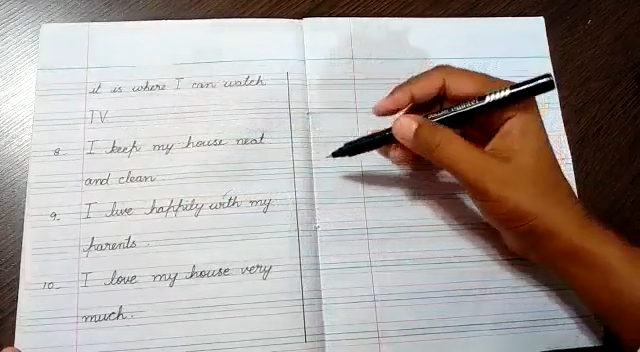 it is where I can watch
TV
8- I keep my house neat
and clean
9. I live happily with my
parents.
10- I love my house very
much.